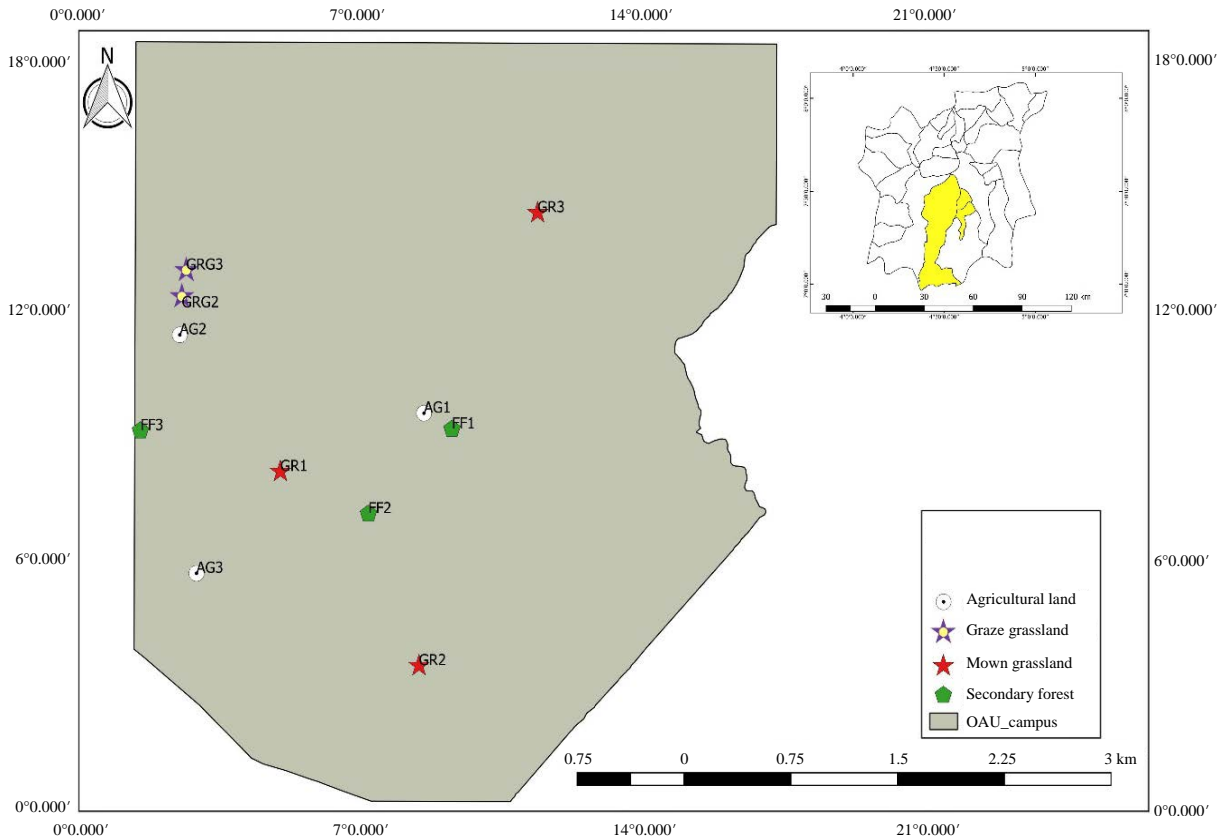 0°0.000′ 7°0.000′ 14°0.000′ 21°0.000′
18°0.000′ 18°0.000′
N
GR3
GRG3
GRG2
12°0.000′ 12°0.000′
30 0 30 60 90 120 km
AG2
AG1
FF3
FF1
GR1
FF2
6°0.000′ 6°0.000′
AG3
GR2
Agricultural land
Graze grassland
Mown grassland
Secondary forest
OAU_campus
0.75 0 0.75 1.5 2.25 3 km
0°0.000′ 0°0.000′
0°0.000′ 7°0.000′ 14°0.000′ 21°0.000′